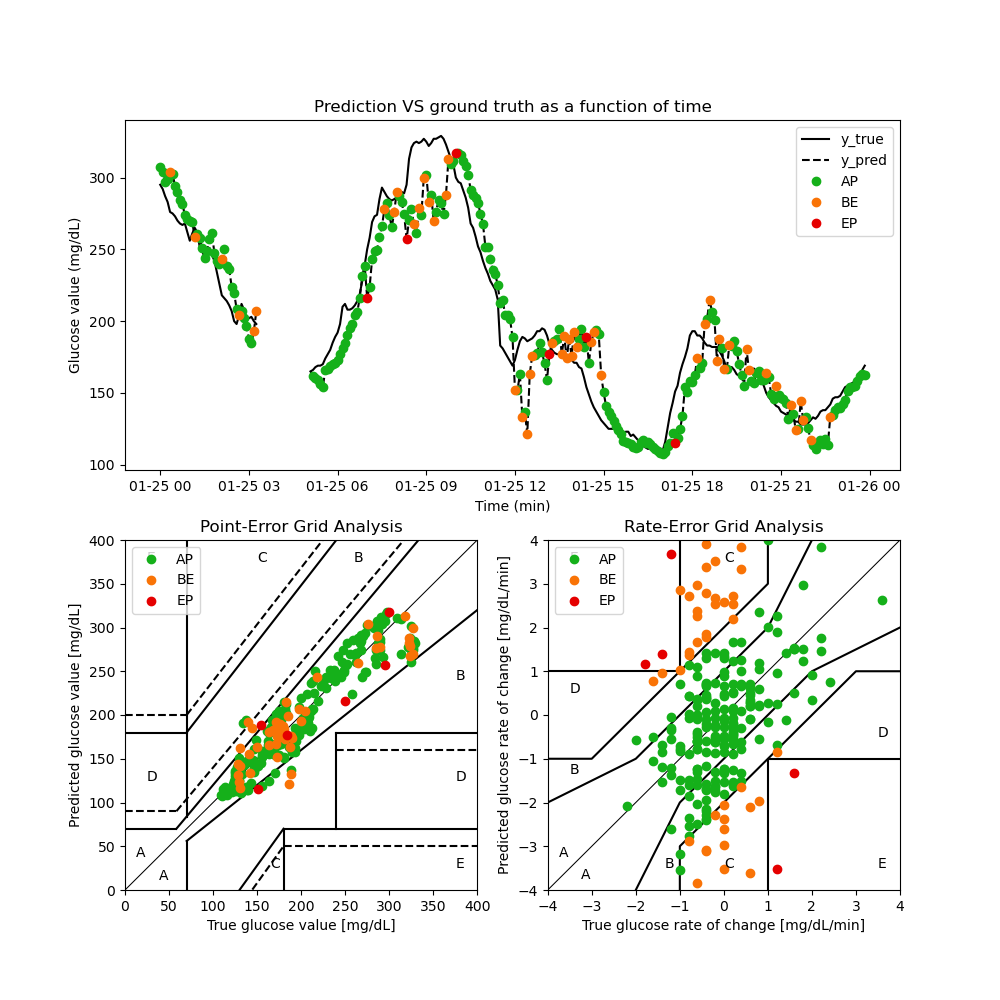 Prediction VS ground truth as a function of time
Glucose value (mg/dL)
300
250
200
150
100
y_true
y_pred
AP
BE
EP
01-25 00 01-25 03 01-25 06 01-25 09 01-25 12 01-25 15 01-25 18 01-25 21 01-26 00
Time (min)
Point-Error Grid Analysis
Predicted glucose value [mg/dL]
400
350
300
250
200
150
100
50
0
AP
BE
EP
C
B
B
D
D
A
A
C
E
0 50 100 150 200 250 300 350 400
True glucose value [mg/dL]
Rate-Error Grid Analysis
Predicted glucose rate of change [mg/dL/min]
4
3
2
1
0
−1
−2
−3
−4
AP
BE
EP
C
D
D
B
A
A
B
C
E
−4 −3 −2 −1 0 1 2 3 4
True glucose rate of change [mg/dL/min]